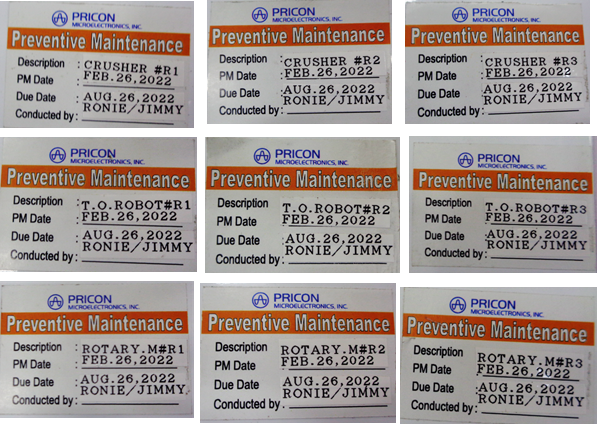 PRICON
MICROELECTRONICS, INC.
Preventive Maintenance
Description : CRUSHER #R1
PM Date : FEB.26,2022
Due Date : AUG.26,2022
Conducted by: RONIE/JIMMY
PRICON
MICROELECTRONICS, INC.
Preventive Maintenance
Description : CRUSHER #R2
PM Date : FEB.26,2022
Due Date : AUG.26,2022
Conducted by: RONIE/JIMMY
PRICON
MICROELECTRONICS, INC.
Preventive Maintenance
Description : CRUSHER #R3
PM Date : FEB.26,2022
Due Date : AUG.26,2022
Conducted by: RONIE/JIMMY
PRICON
MICROELECTRONICS, INC.
Preventive Maintenance
Description : T.O.ROBOT#R1
PM Date : FEB.26,2022
Due Date : AUG.26,2022
Conducted by: RONIE/JIMMY
PRICON
MICROELECTRONICS, INC.
Preventive Maintenance
Description : T.O.ROBOT#R2
PM Date : FEB.26,2022
Due Date : AUG.26,2022
Conducted by: RONIE/JIMMY
PRICON
MICROELECTRONICS, INC.
Preventive Maintenance
Description : T.O.ROBOT#R3
PM Date : FEB.26,2022
Due Date : AUG.26,2022
Conducted by: RONIE/JIMMY
PRICON
MICROELECTRONICS, INC.
Preventive Maintenance
Description : ROTARY.M#R1
PM Date : FEB.26,2022
Due Date : AUG.26,2022
Conducted by: RONIE/JIMMY
PRICON
MICROELECTRONICS, INC.
Preventive Maintenance
Description : ROTARY.M#R2
PM Date : FEB.26,2022
Due Date : AUG.26,2022
Conducted by: RONIE/JIMMY
PRICON
MICROELECTRONICS, INC.
Preventive Maintenance
Description : ROTARY.M#R3
PM Date : FEB.26,2022
Due Date : AUG.26,2022
Conducted by: RONIE/JIMMY